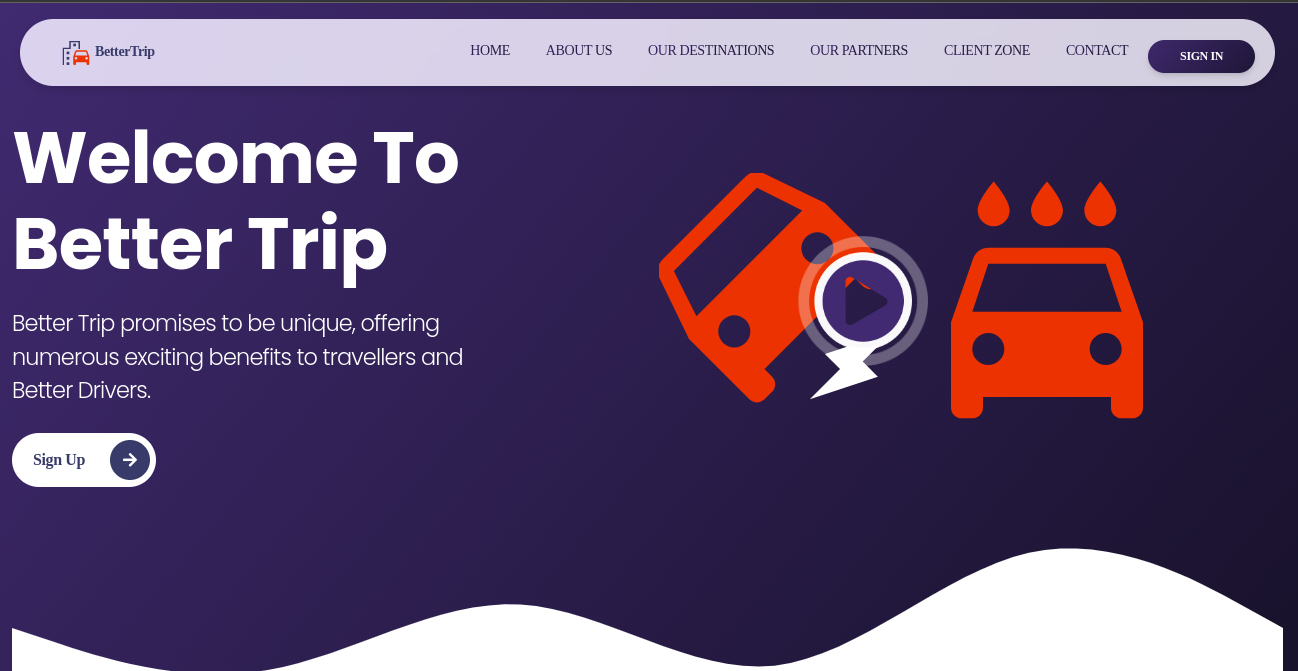 BetterTrip
HOME ABOUT US OUR DESTINATIONS OUR PARTNERS CLIENT ZONE CONTACT SIGN IN
Welcome To
Better Trip
Better Trip promises to be unique, offering
numerous exciting benefits to travellers and
Better Drivers.
Sign Up